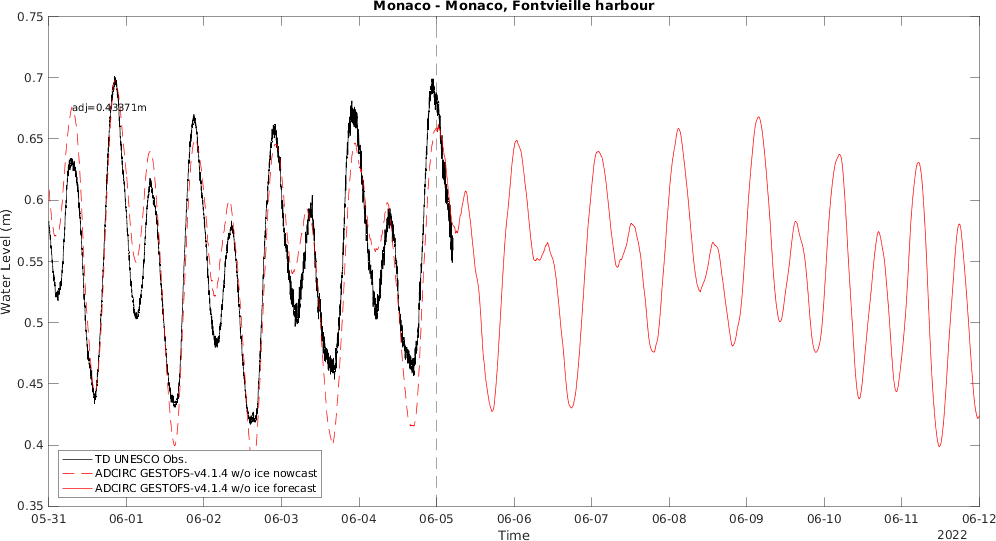 Monaco - Monaco, Fontvieille harbour
Water Level (m)
0.75
0.7
0.65
0.6
0.55
0.5
0.45
0.4
0.35
adj=0.43371m
TD UNESCO Obs.
ADCIRC GESTOFS-v4.1.4 w/o ice nowcast
ADCIRC GESTOFS-v4.1.4 w/o ice forecast
05-31 06-01 06-02 06-03 06-04 06-05 06-06 06-07 06-08 06-09 06-10 06-11 06-12
Time
2022